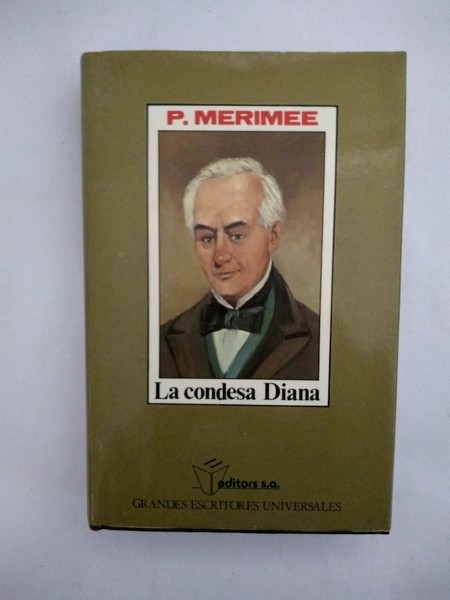 P. MERIMEE
La condesa Diana
editors s.a.
GRANDES ESCRITORES UNIVERSALES